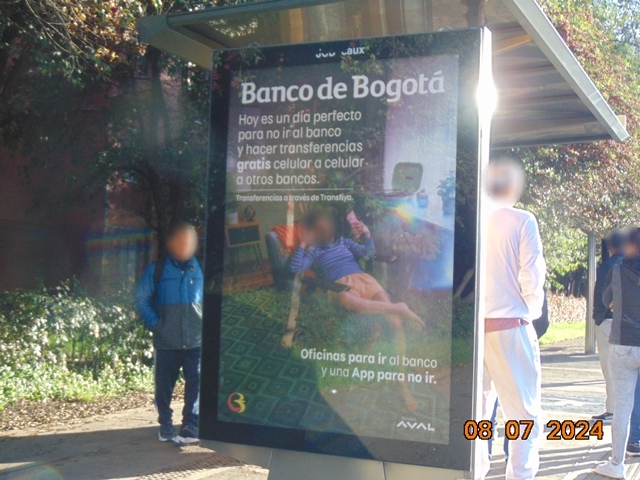 JCDecaux
Banco de Bogotá
Hoy es un día perfecto
para no ir al banco
y hacer transferencias
gratis celular a celular
a otros bancos.
Transferencias a través de Transfiya.
Oficinas para ir al banco
y una App para no ir.
AVAL
08 07 2024